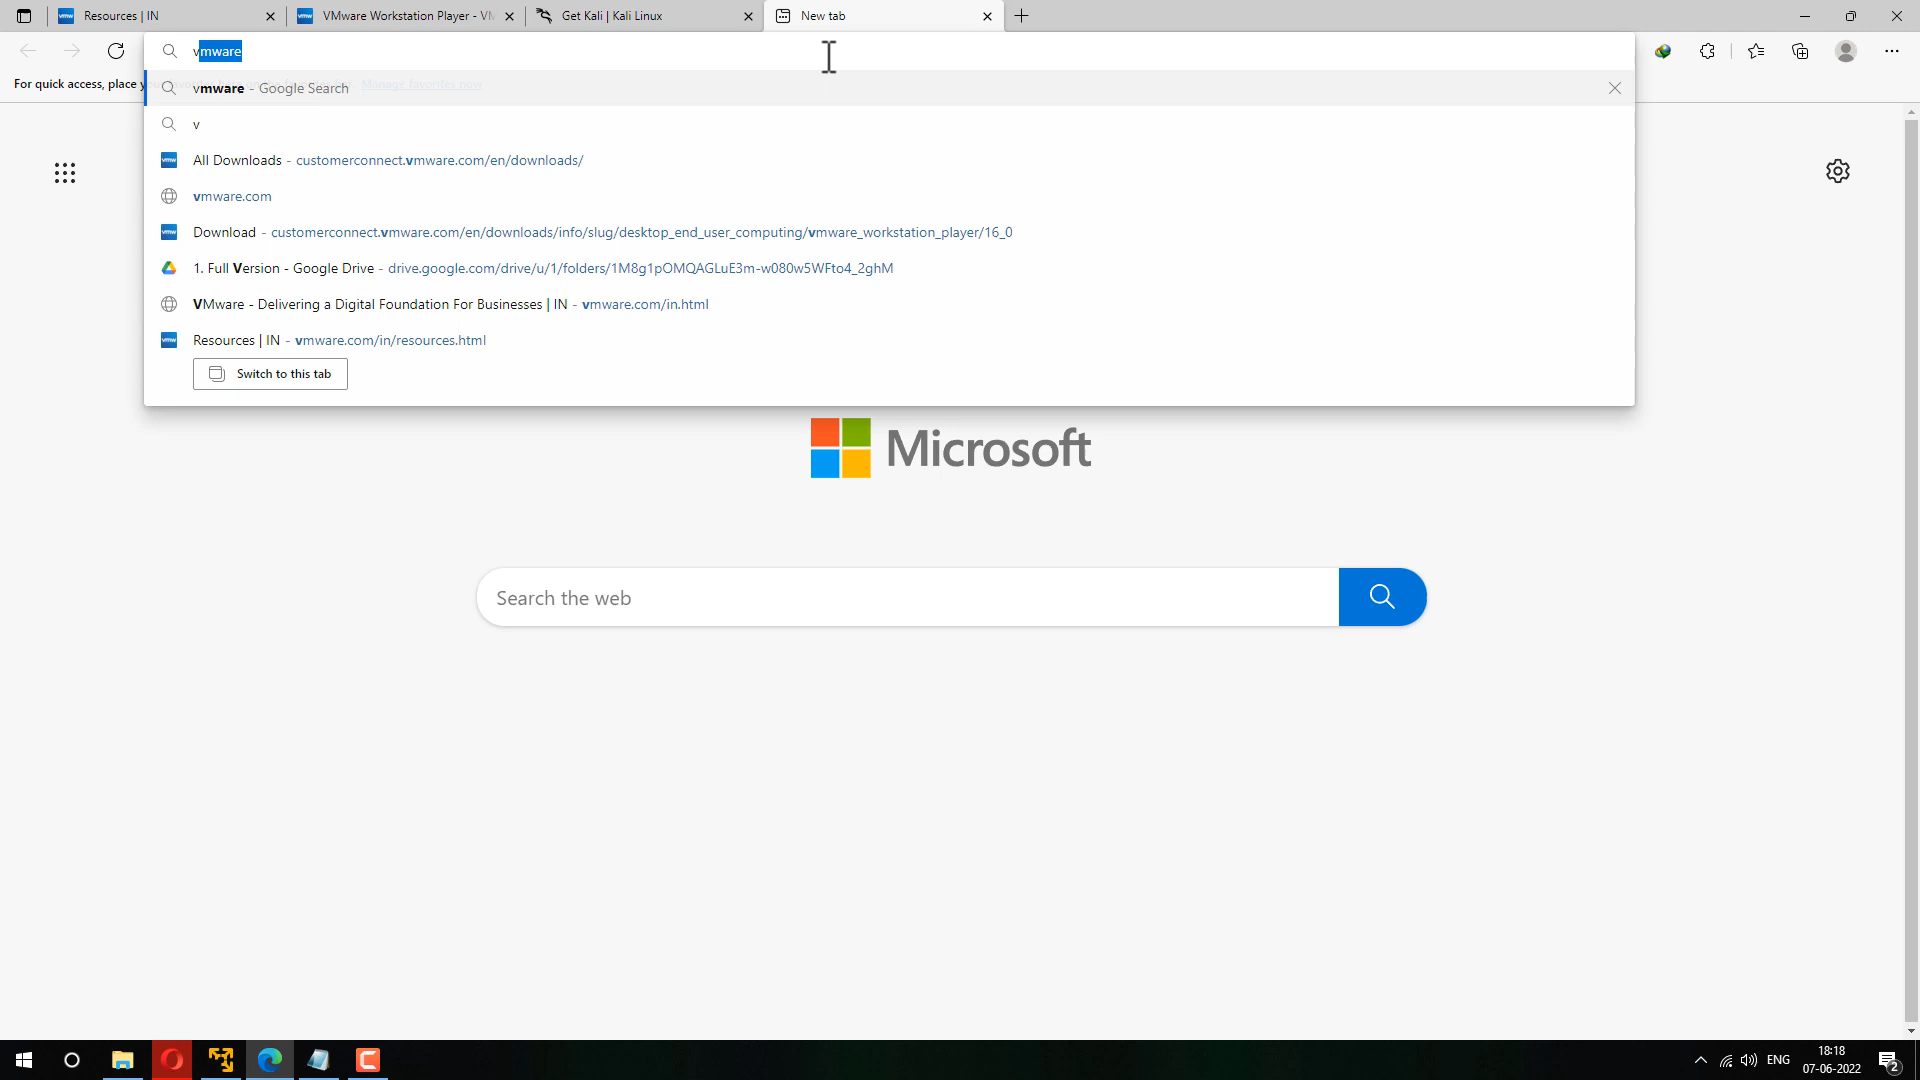 Resources | IN
VMware Workstation Player - VM
Get Kali | Kali Linux
New tab
vmware
For quick access, place y
Manage favorites now
vmware - Google Search
v
All Downloads - customerconnect.vmware.com/en/downloads/
vmware.com
Download - customerconnect.vmware.com/en/downloads/info/slug/desktop_end_user_computing/vmware_workstation_player/16_0
1. Full Version - Google Drive - drive.google.com/drive/u/1/folders/1M8g1pOMQAGLuE3m-w080w5WFto4_2ghM
VMware - Delivering a Digital Foundation For Businesses | IN - vmware.com/in.html
Resources | IN - vmware.com/in/resources.html
Switch to this tab
Microsoft
Search the web
ENG
18:18
07-06-2022
2